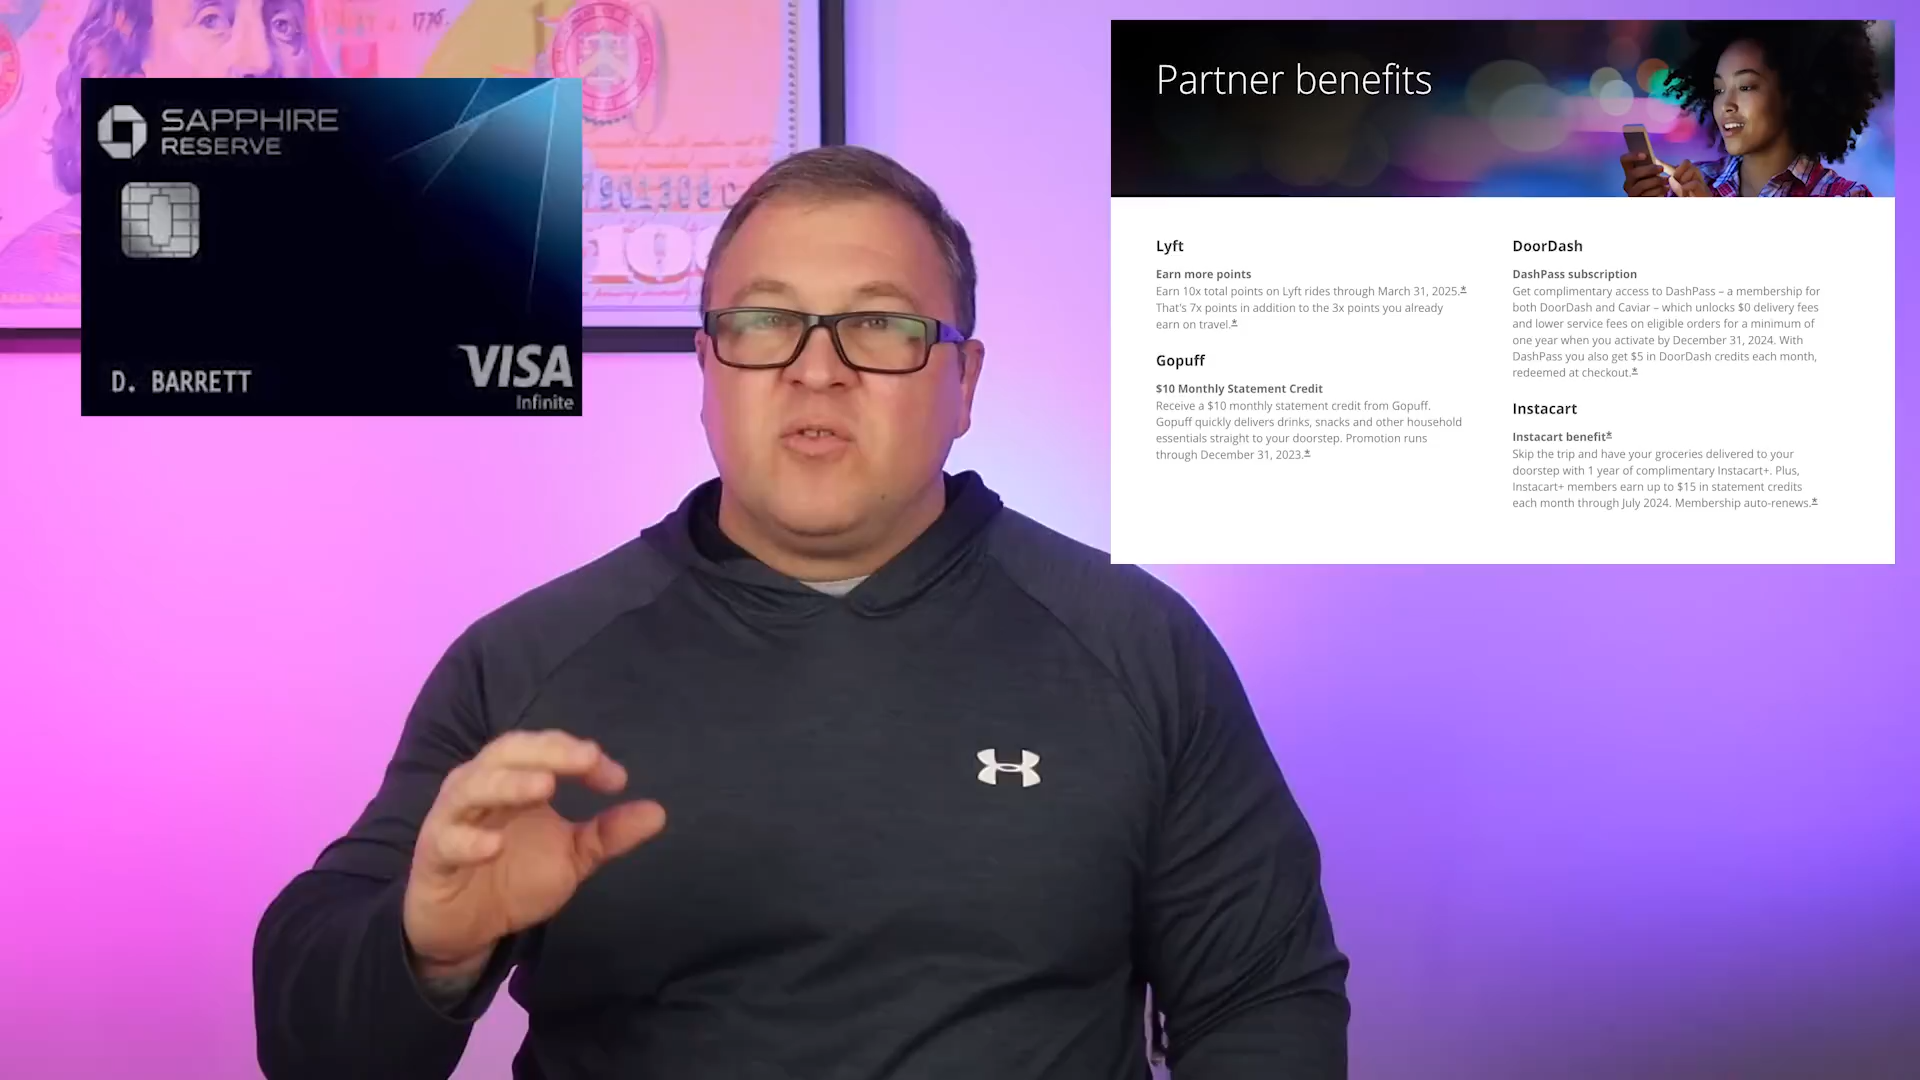 1776.
7901306 C
100
SAPPHIRE
RESERVE
D. BARRETT
VISA
Infinite
Partner benefits
Lyft
Earn more points
Earn 10x total points on Lyft rides through March 31, 2025.*
That's 7x points in addition to the 3x points you already
earn on travel.*
Gopuff
$10 Monthly Statement Credit
Receive a $10 monthly statement credit from Gopuff.
Gopuff quickly delivers drinks, snacks and other household
essentials straight to your doorstep. Promotion runs
through December 31, 2023.*
DoorDash
DashPass subscription
Get complimentary access to DashPass – a membership for
both DoorDash and Caviar – which unlocks $0 delivery fees
and lower service fees on eligible orders for a minimum of
one year when you activate by December 31, 2024. With
DashPass you also get $5 in DoorDash credits each month,
redeemed at checkout.*
Instacart
Instacart benefit*
Skip the trip and have your groceries delivered to your
doorstep with 1 year of complimentary Instacart+. Plus,
Instacart+ members earn up to $15 in statement credits
each month through July 2024. Membership auto-renews.*